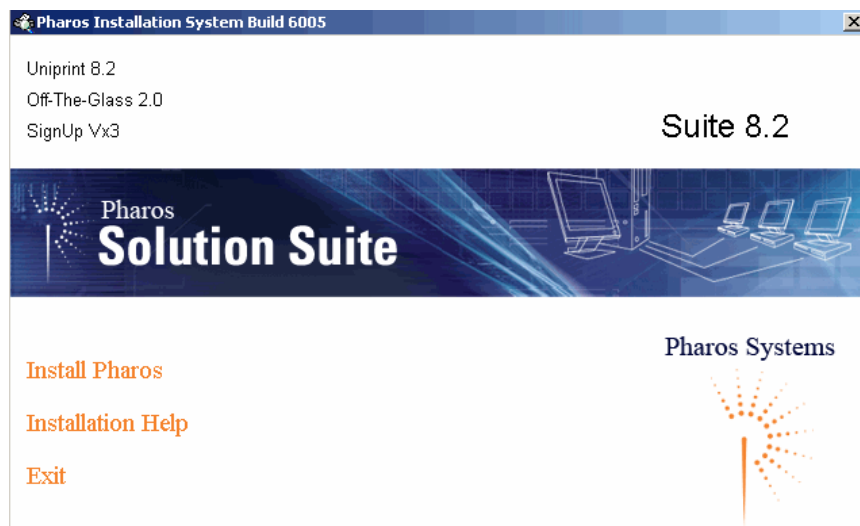 Pharos Installation System Build 6005
Uniprint 8.2
Off-The-Glass 2.0
SignUp Vx3
Suite 8.2
Pharos
Solution Suite
Pharos Systems
Install Pharos
Installation Help
Exit